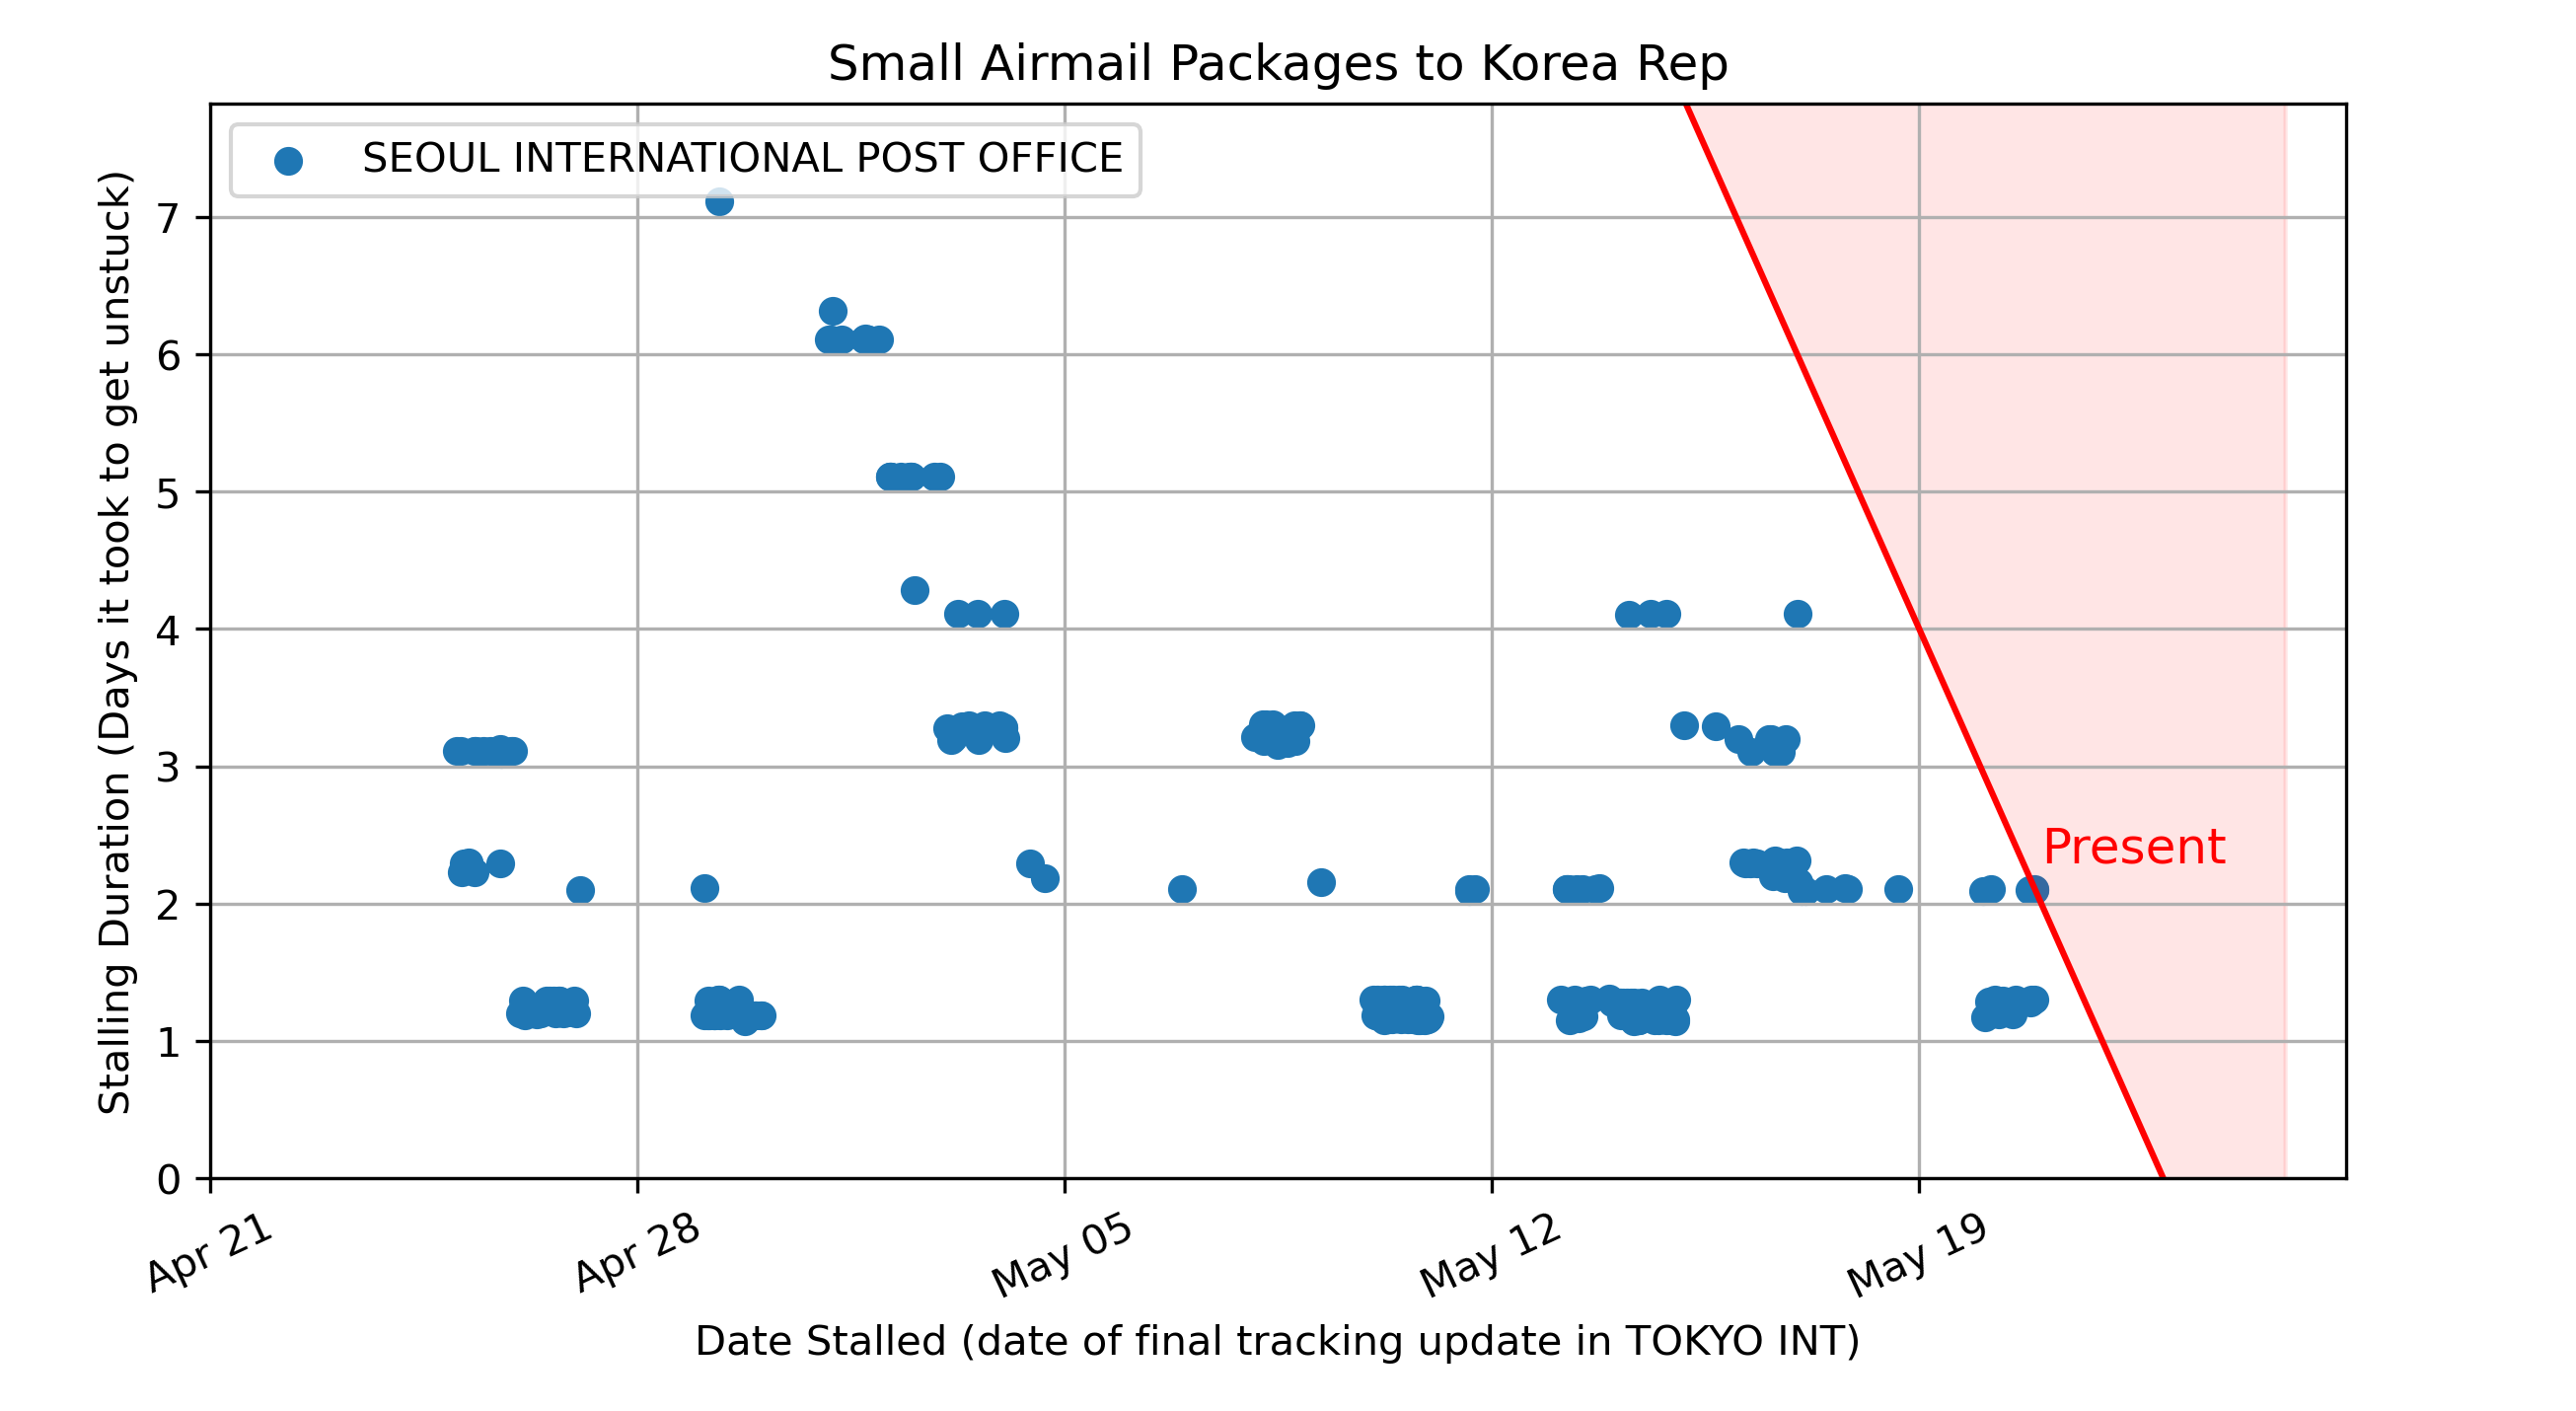 Small Airmail Packages to Korea Rep
SEOUL INTERNATIONAL POST OFFICE
Stalling Duration (Days it took to get unstuck)
7
6
5
4
3
2
1
0
Present
Apr 21
Apr 28
May 05
May 12
May 19
Date Stalled (date of final tracking update in TOKYO INT)